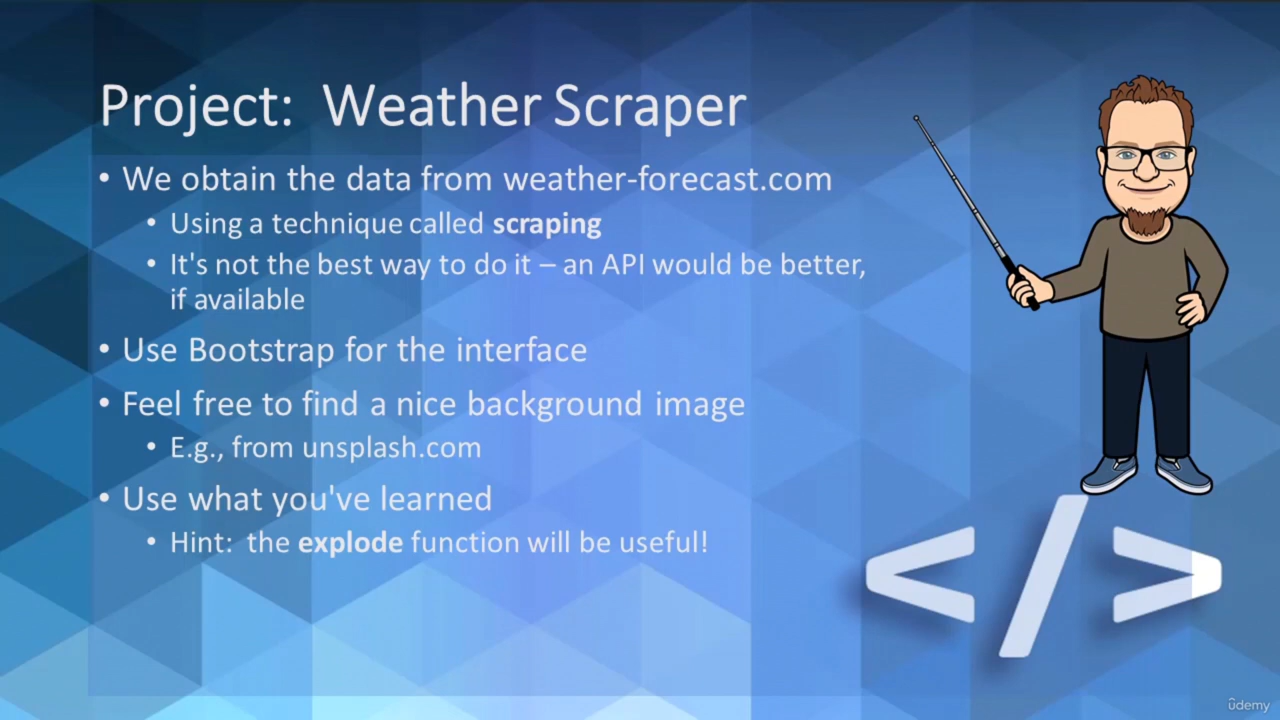 Project: Weather Scraper
• We obtain the data from weather-forecast.com
• Using a technique called scraping
• It's not the best way to do it – an API would be better,
if available
• Use Bootstrap for the interface
• Feel free to find a nice background image
• E.g., from unsplash.com
• Use what you've learned
• Hint: the explode function will be useful!
</>
ûdemy